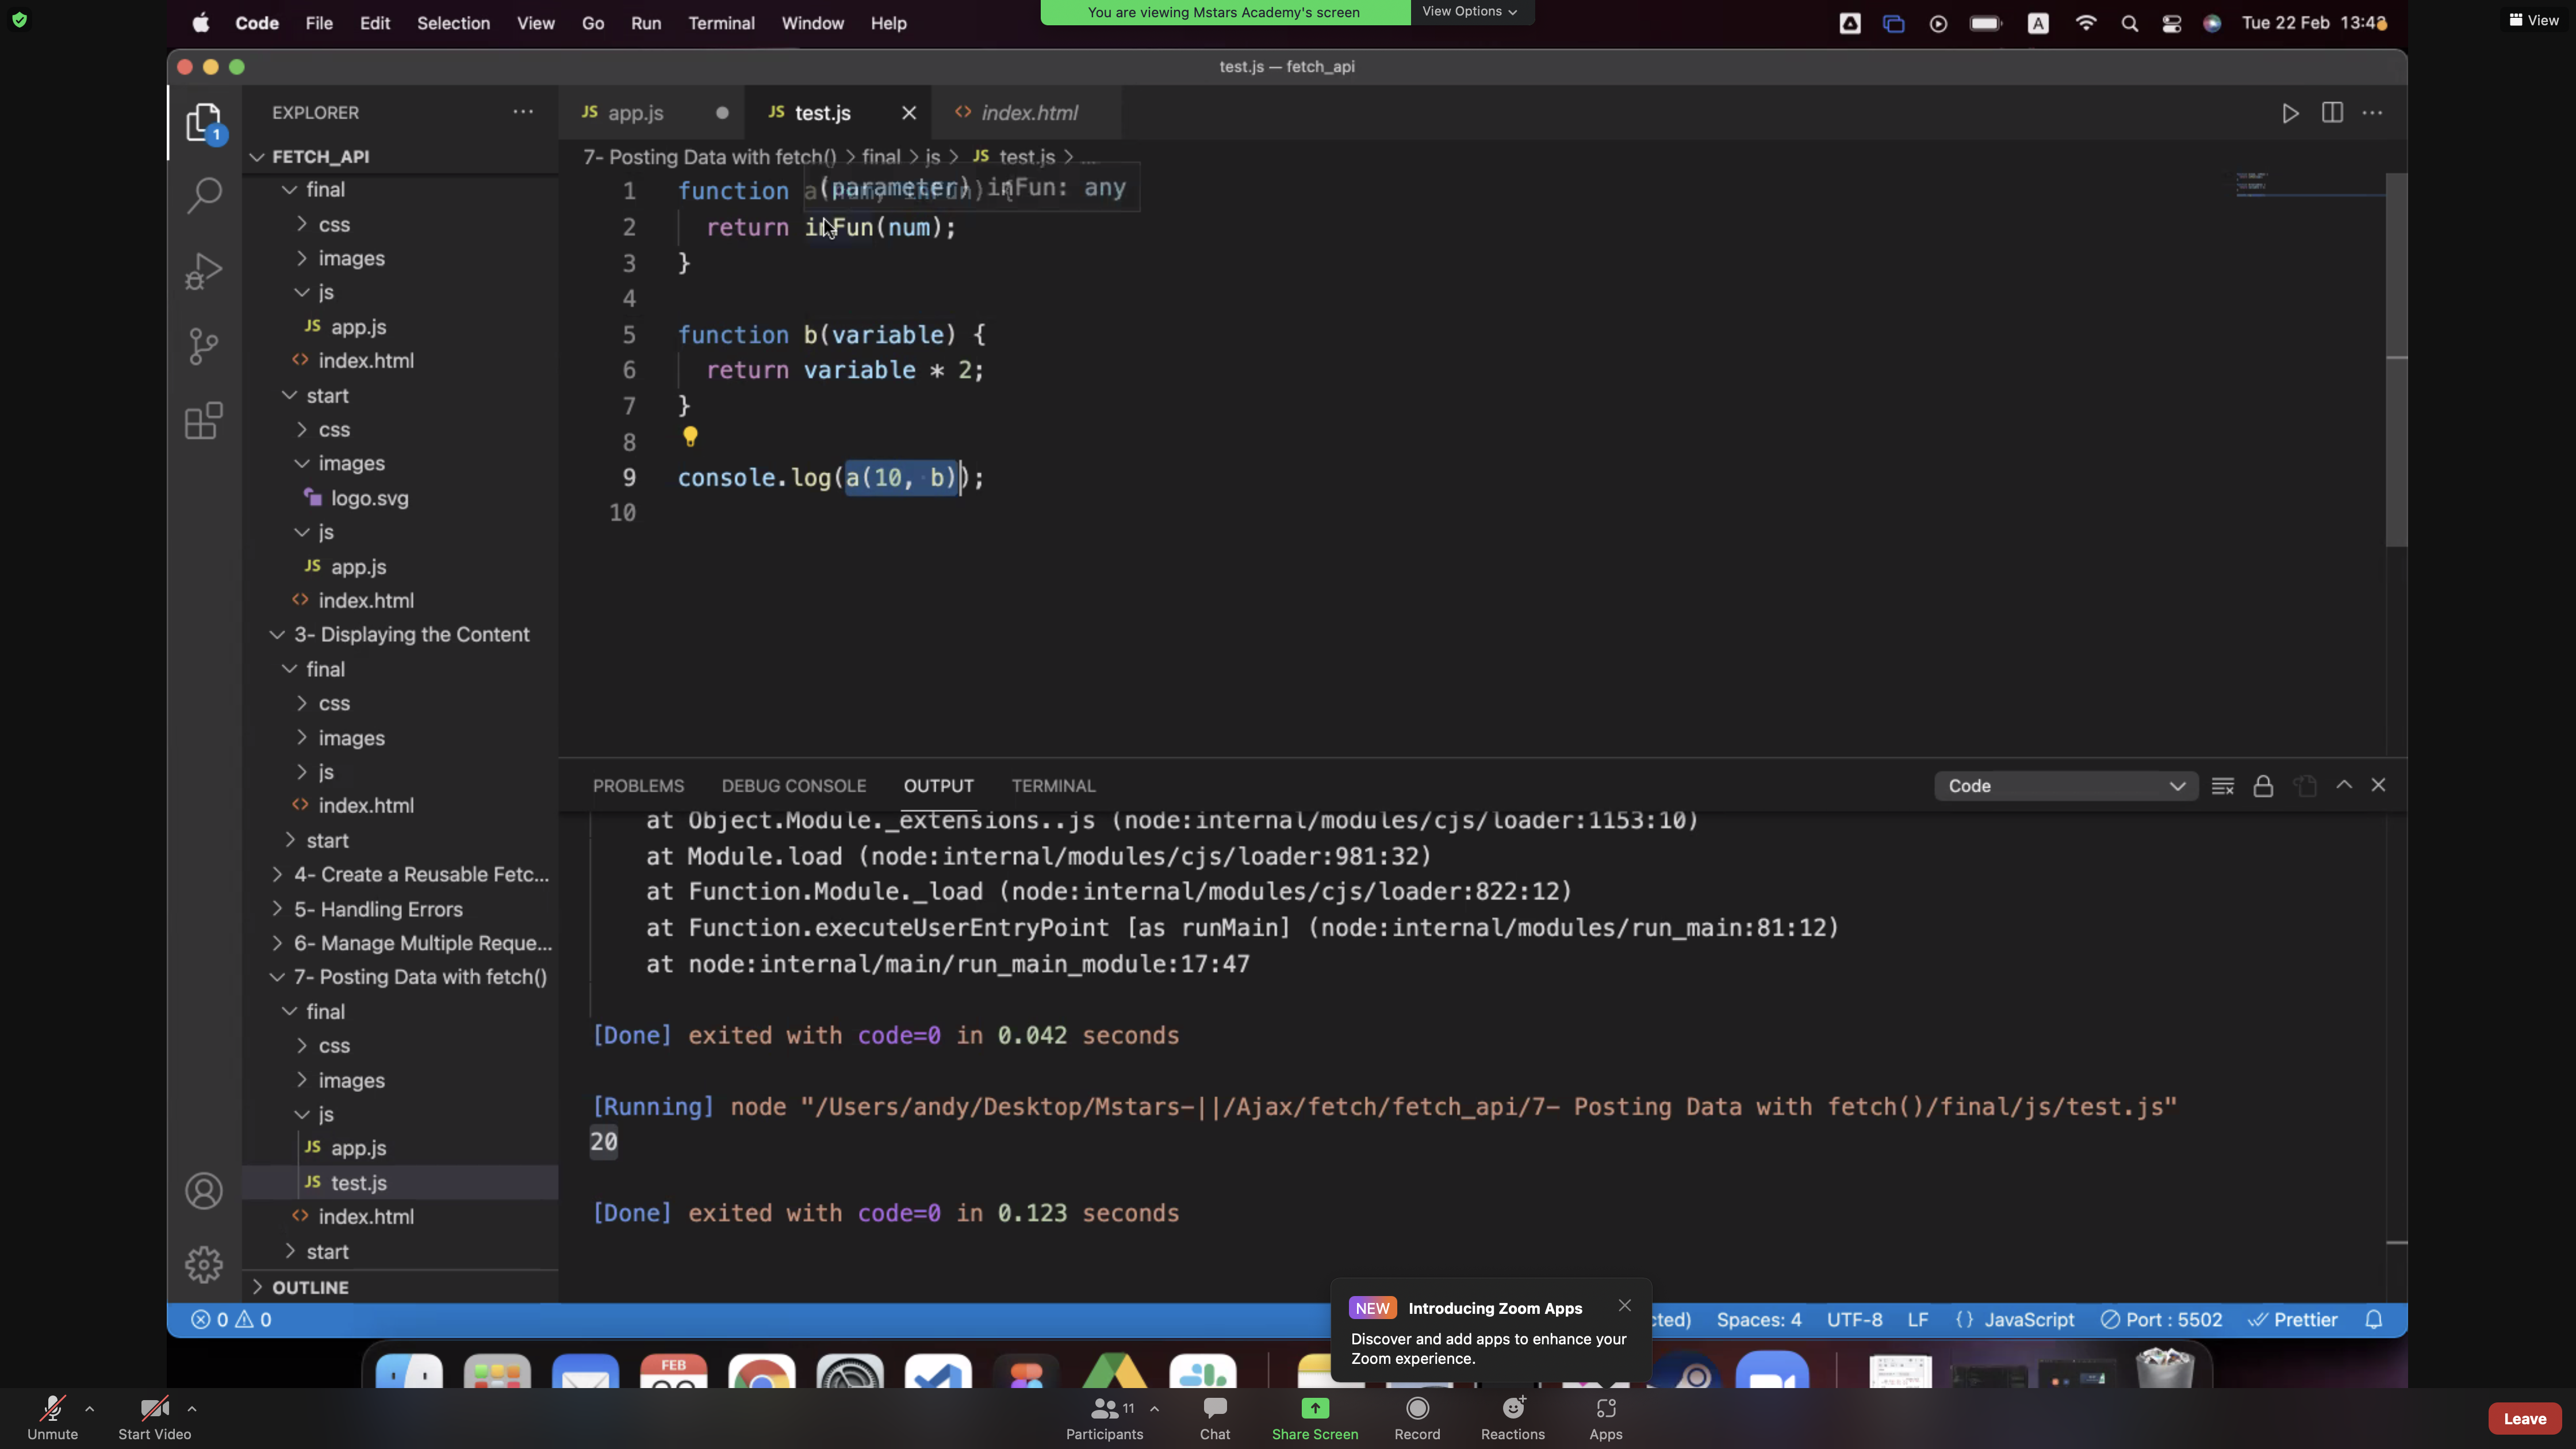 Code File Edit Selection View Go Run Terminal Window Help
You are viewing Mstars Academy's screen
View Options
A
Tue 22 Feb
View
test.js — fetch_api
1
EXPLORER
FETCH_API
final
css
images
js
JS app.js
index.html
start
css
images
logo.svg
js
JS app.js
index.html
3- Displaying the Content
final
css
images
js
index.html
start
4- Create a Reusable Fetc...
5- Handling Errors
6- Manage Multiple Reque...
7- Posting Data with fetch()
final
css
images
js
JS app.js
JS test.js
index.html
start
OUTLINE
JS app.js
JS test.js
index.html
7- Posting Data with fetch() > final > js > JS test.js > ...
(parameter) inFun: any
1 function
2 return inFun(num);
3 }
4
5 function b(variable) {
6 return variable * 2;
7 }
8
9 console.log(a(10, b));
10
PROBLEMS DEBUG CONSOLE OUTPUT TERMINAL
Code
at Object.Module._extensions..js (node:internal/modules/cjs/loader:1153:10)
at Module.load (node:internal/modules/cjs/loader:981:32)
at Function.Module._load (node:internal/modules/cjs/loader:822:12)
at Function.executeUserEntryPoint [as runMain] (node:internal/modules/run_main:81:12)
at node:internal/main/run_main_module:17:47
[Done] exited with code=0 in 0.042 seconds
[Running] node "/Users/andy/Desktop/Mstars-||/Ajax/fetch/fetch_api/7- Posting Data with fetch()/final/js/test.js"
20
[Done] exited with code=0 in 0.123 seconds
0 0
cted) Spaces: 4 UTF-8 LF {} JavaScript Port : 5502 Prettier
NEW Introducing Zoom Apps
Discover and add apps to enhance your
Zoom experience.
FEB
Unmute
Start Video
11
Participants
Chat
Share Screen
Record
Reactions
Apps
Leave